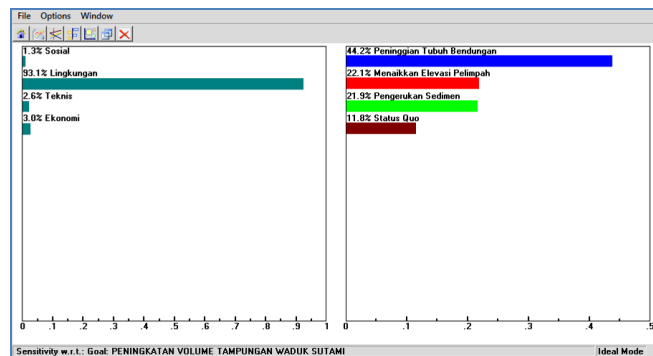 File Options Window
1.3% Sosial
93.1% Lingkungan
2.6% Teknis
3.0% Ekonomi
0 .1 .2 .3 .4 .5 .6 .7 .8 .9 1
44.2% Peninggian Tubuh Bendungan
22.1% Menaikkan Elevasi Pelimpah
21.9% Pengerukan Sedimen
11.8% Status Quo
0 .1 .2 .3 .4 .5
Sensitivity w.r.t.: Goal: PENINGKATAN VOLUME TAMPUNGAN WADUK SUTAMI Ideal Mode